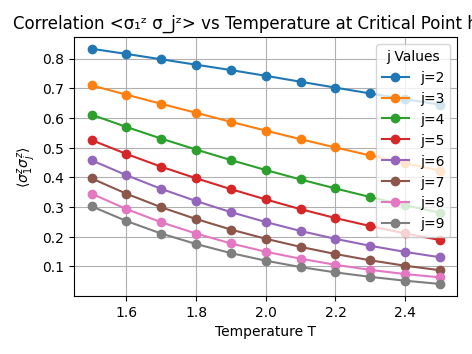 Correlation <σ₁ᶻ σ_jᶻ> vs Temperature at Critical Point h
⟨σ₁ᶻσⱼᶻ⟩
0.8
0.7
0.6
0.5
0.4
0.3
0.2
0.1
j Values
j=2
j=3
j=4
j=5
j=6
j=7
j=8
j=9
1.6 1.8 2.0 2.2 2.4
Temperature T